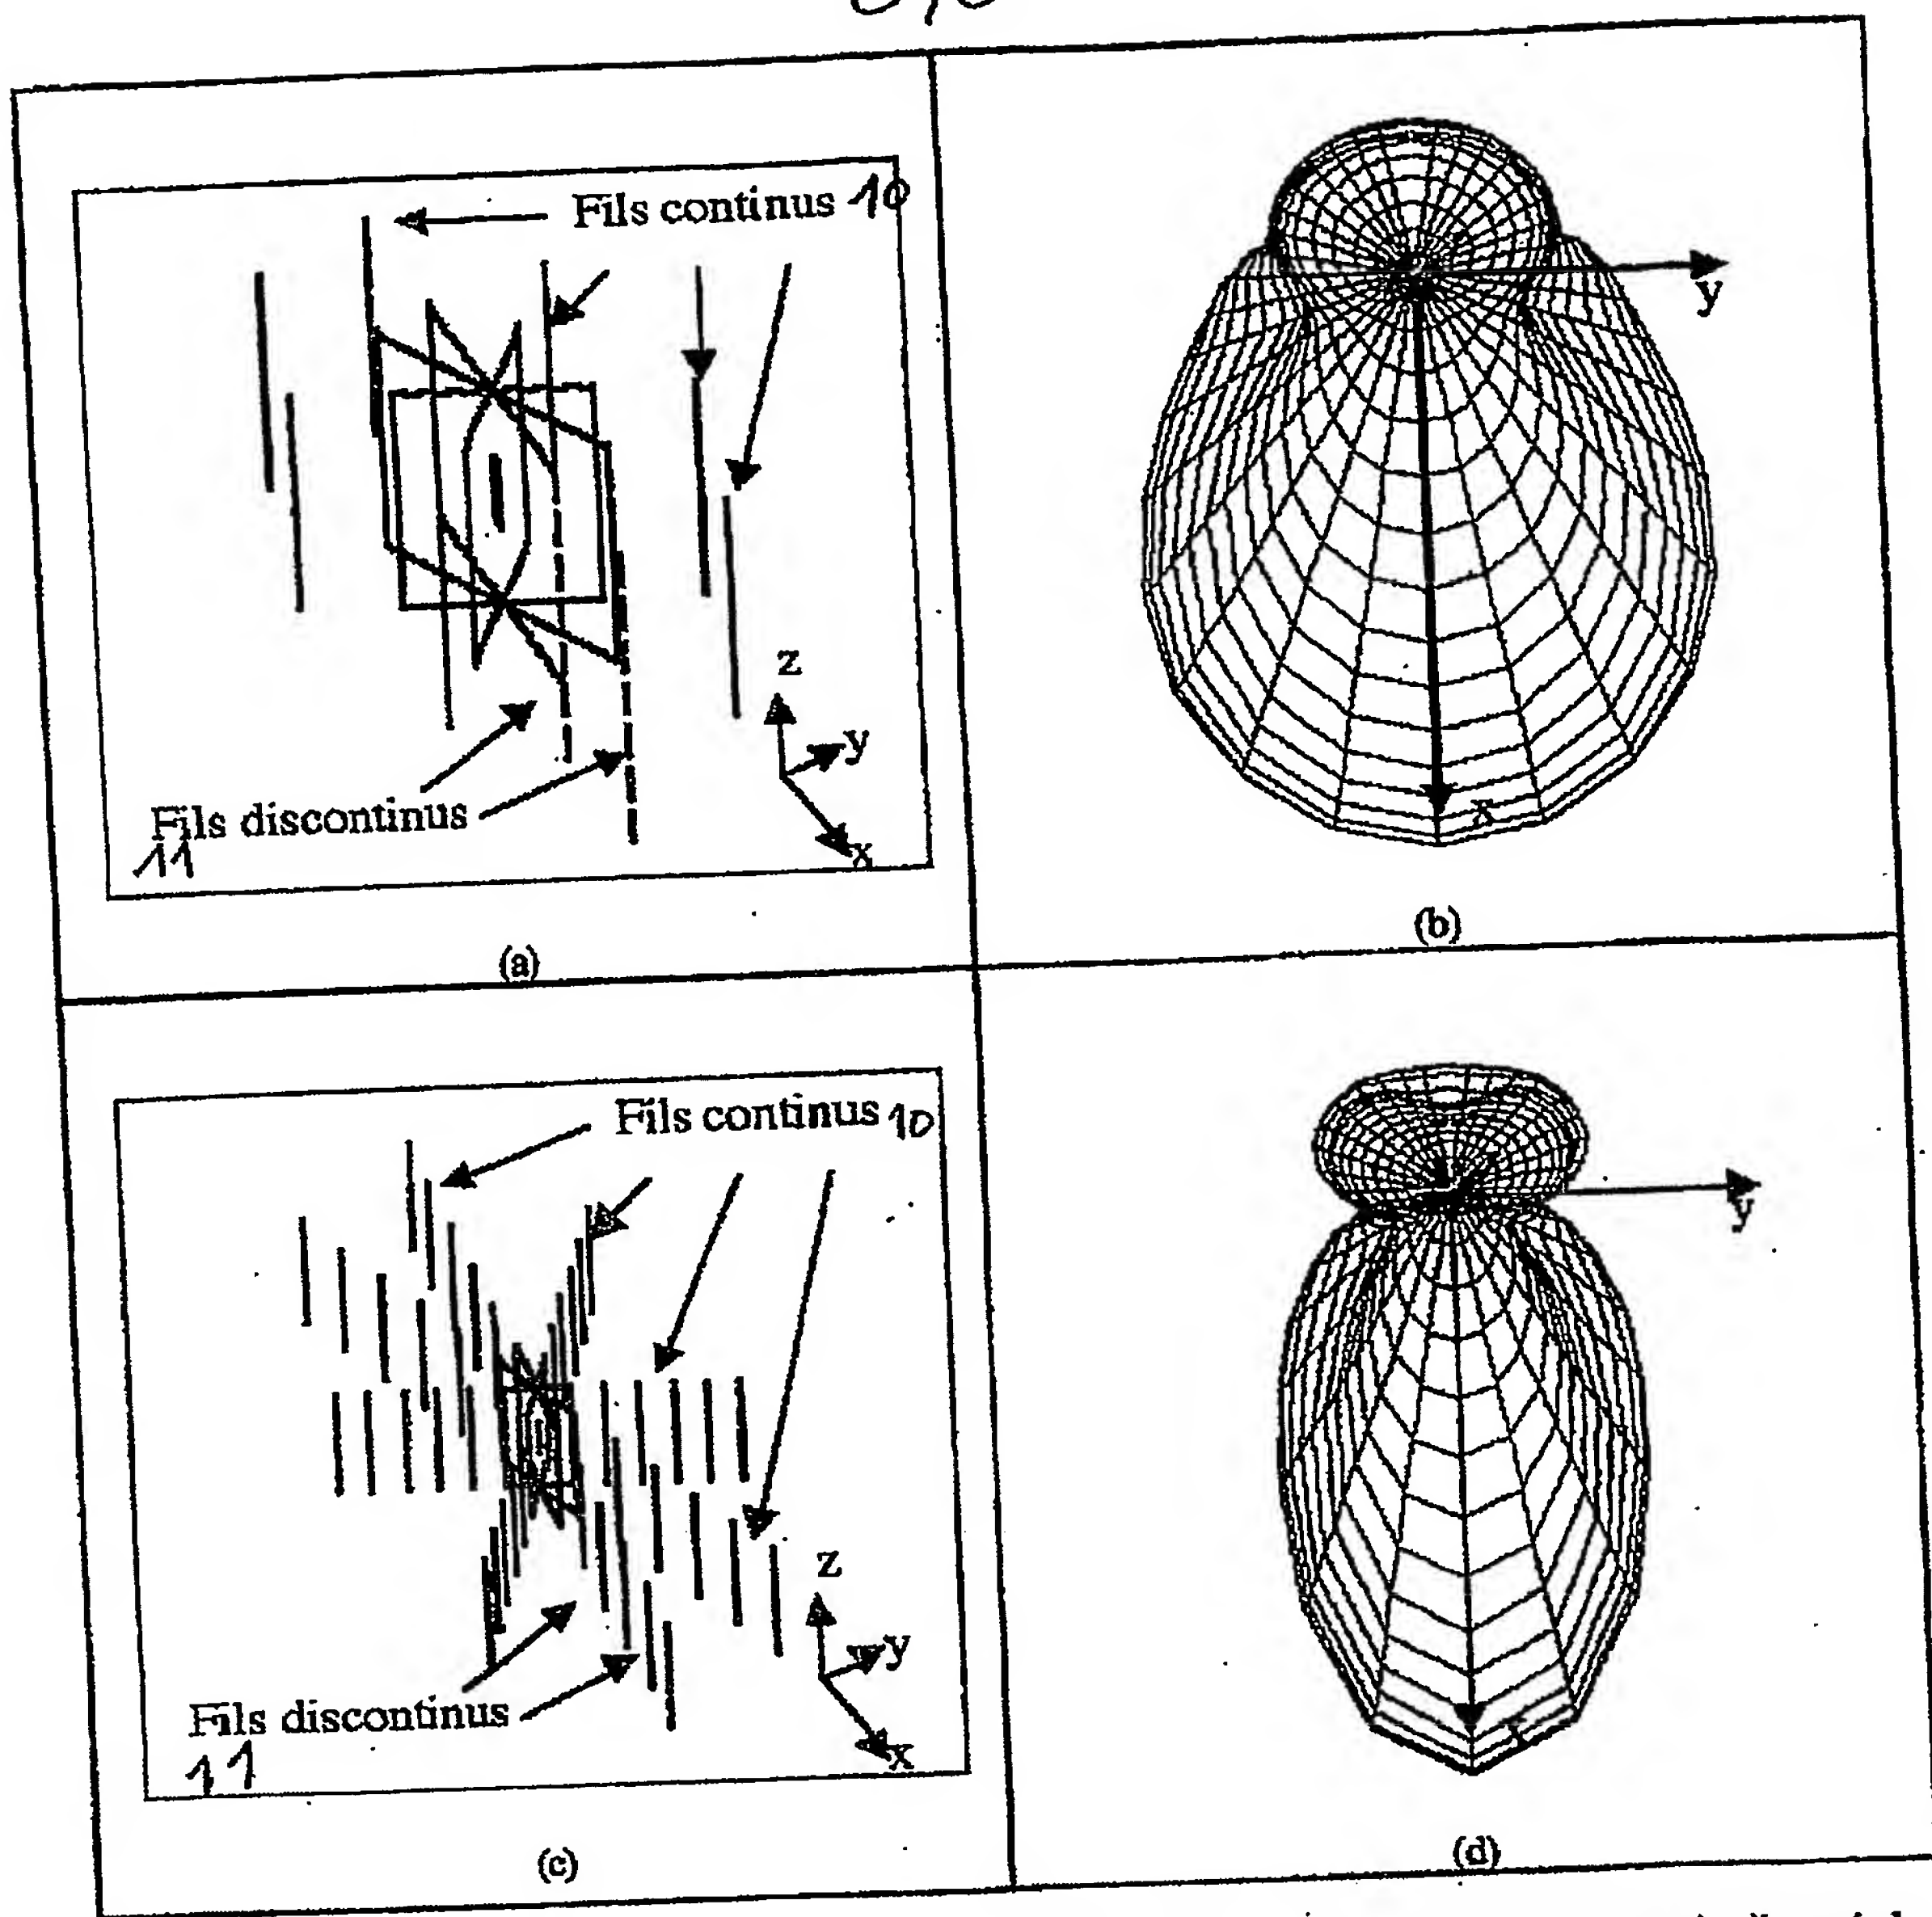 Fils continus 10
y
z
y
x
x
Fils discontinus
11
(a)
(b)
Fils continus 10
y
z
y
x
x
Fils discontinus
11
(c)
(d)